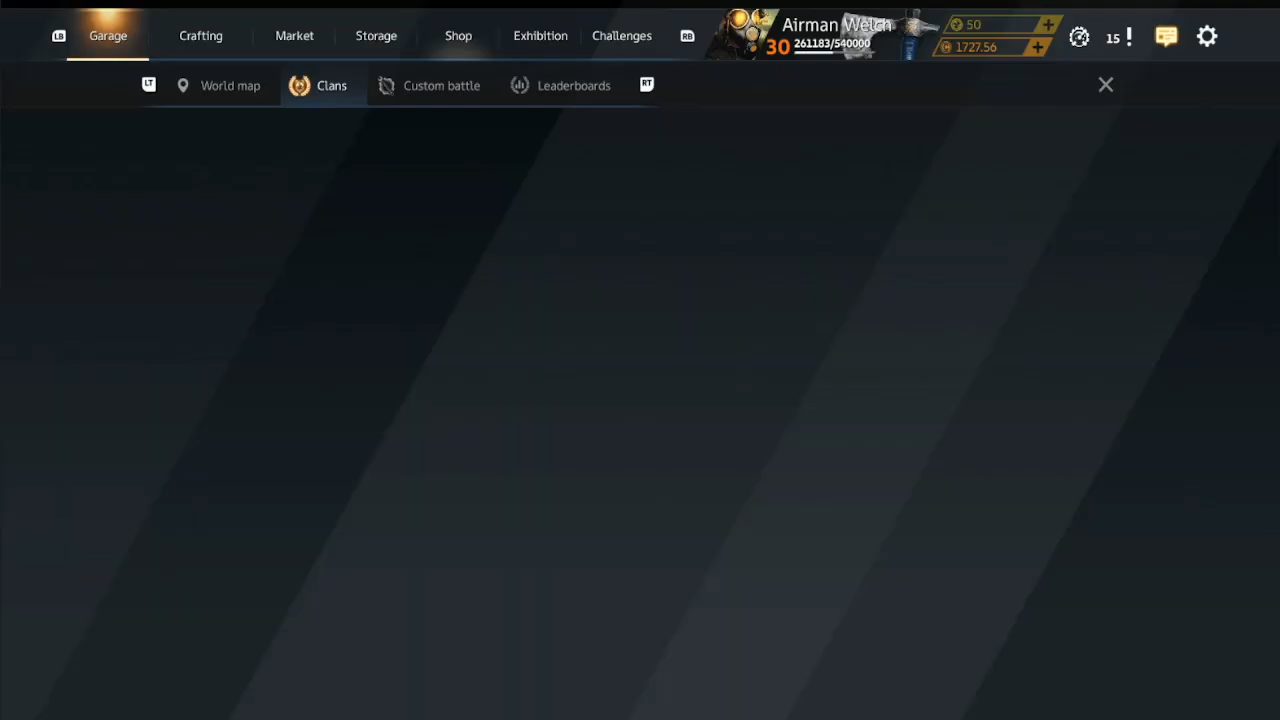 LB Garage Crafting Market Storage Shop Exhibition Challenges RB
Airman Welch
30 261183/540000
50
1727.56
15 !
LT World map Clans Custom battle Leaderboards RT